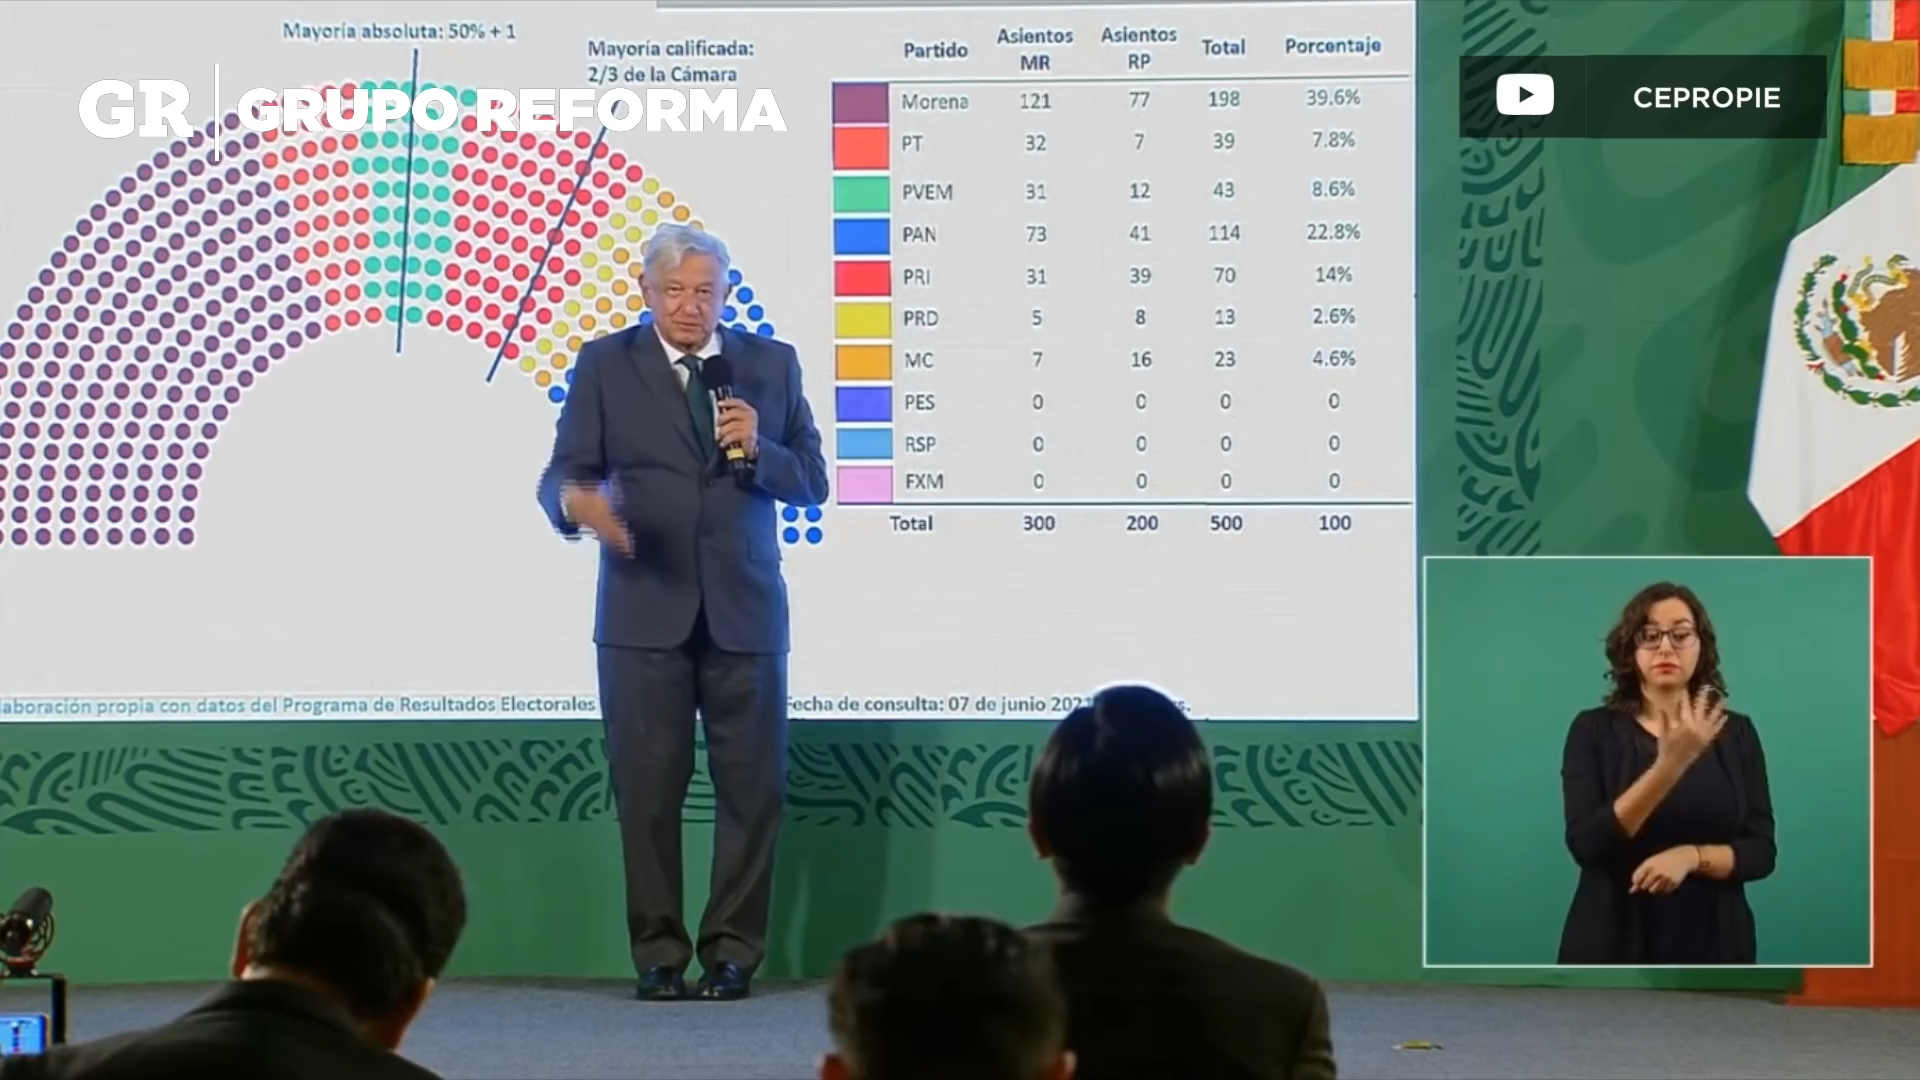 Mayoría absoluta: 50% + 1
Mayoría calificada:
2/3 de la Cámara
GR GRUPO REFORMA
CEPROPIE
Partido Asientos MR Asientos RP Total Porcentaje
Morena 121 77 198 39.6%
PT 32 7 39 7.8%
PVEM 31 12 43 8.6%
PAN 73 41 114 22.8%
PRI 31 39 70 14%
PRD 5 8 13 2.6%
MC 7 16 23 4.6%
PES 0 0 0 0
RSP 0 0 0 0
FXM 0 0 0 0
Total 300 200 500 100
laboración propia con datos del Programa de Resultados Electorales
Fecha de consulta: 07 de junio 2021